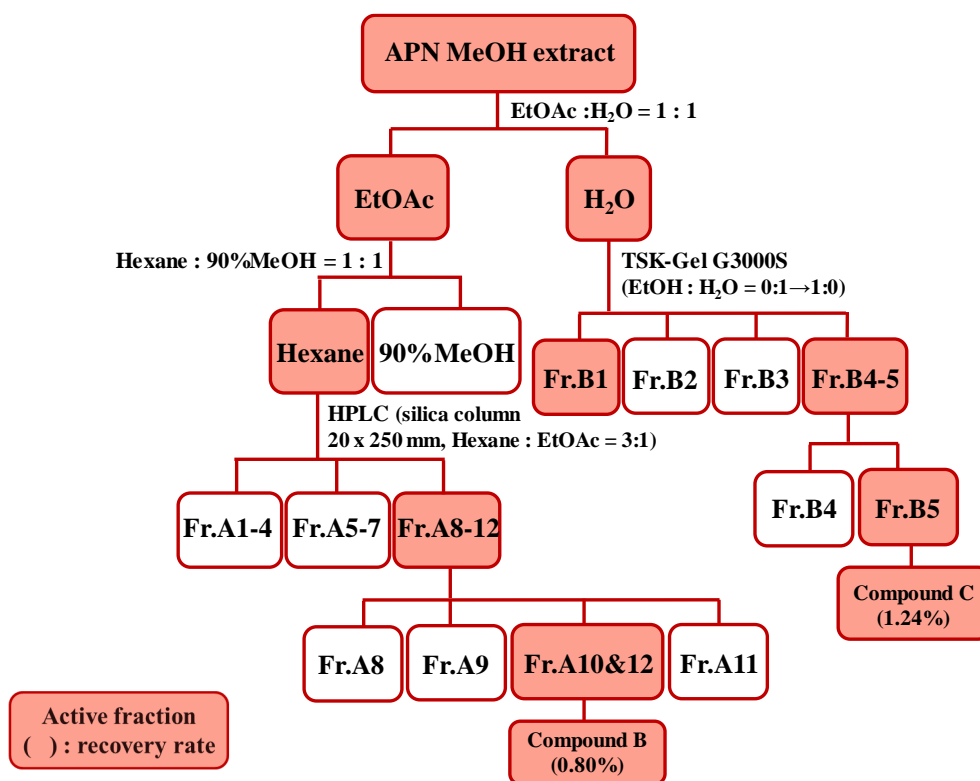 APN MeOH extract
EtOAc :H₂O = 1 : 1
EtOAc
H₂O
Hexane : 90%MeOH = 1 : 1
TSK-Gel G3000S
(EtOH : H₂O = 0:1→1:0)
Hexane
90%MeOH
Fr.B1
Fr.B2
Fr.B3
Fr.B4-5
HPLC (silica column
20 x 250 mm, Hexane : EtOAc = 3:1)
Fr.A1-4
Fr.A5-7
Fr.A8-12
Fr.B4
Fr.B5
Compound C
(1.24%)
Fr.A8
Fr.A9
Fr.A10&12
Fr.A11
Compound B
(0.80%)
Active fraction
( ) : recovery rate